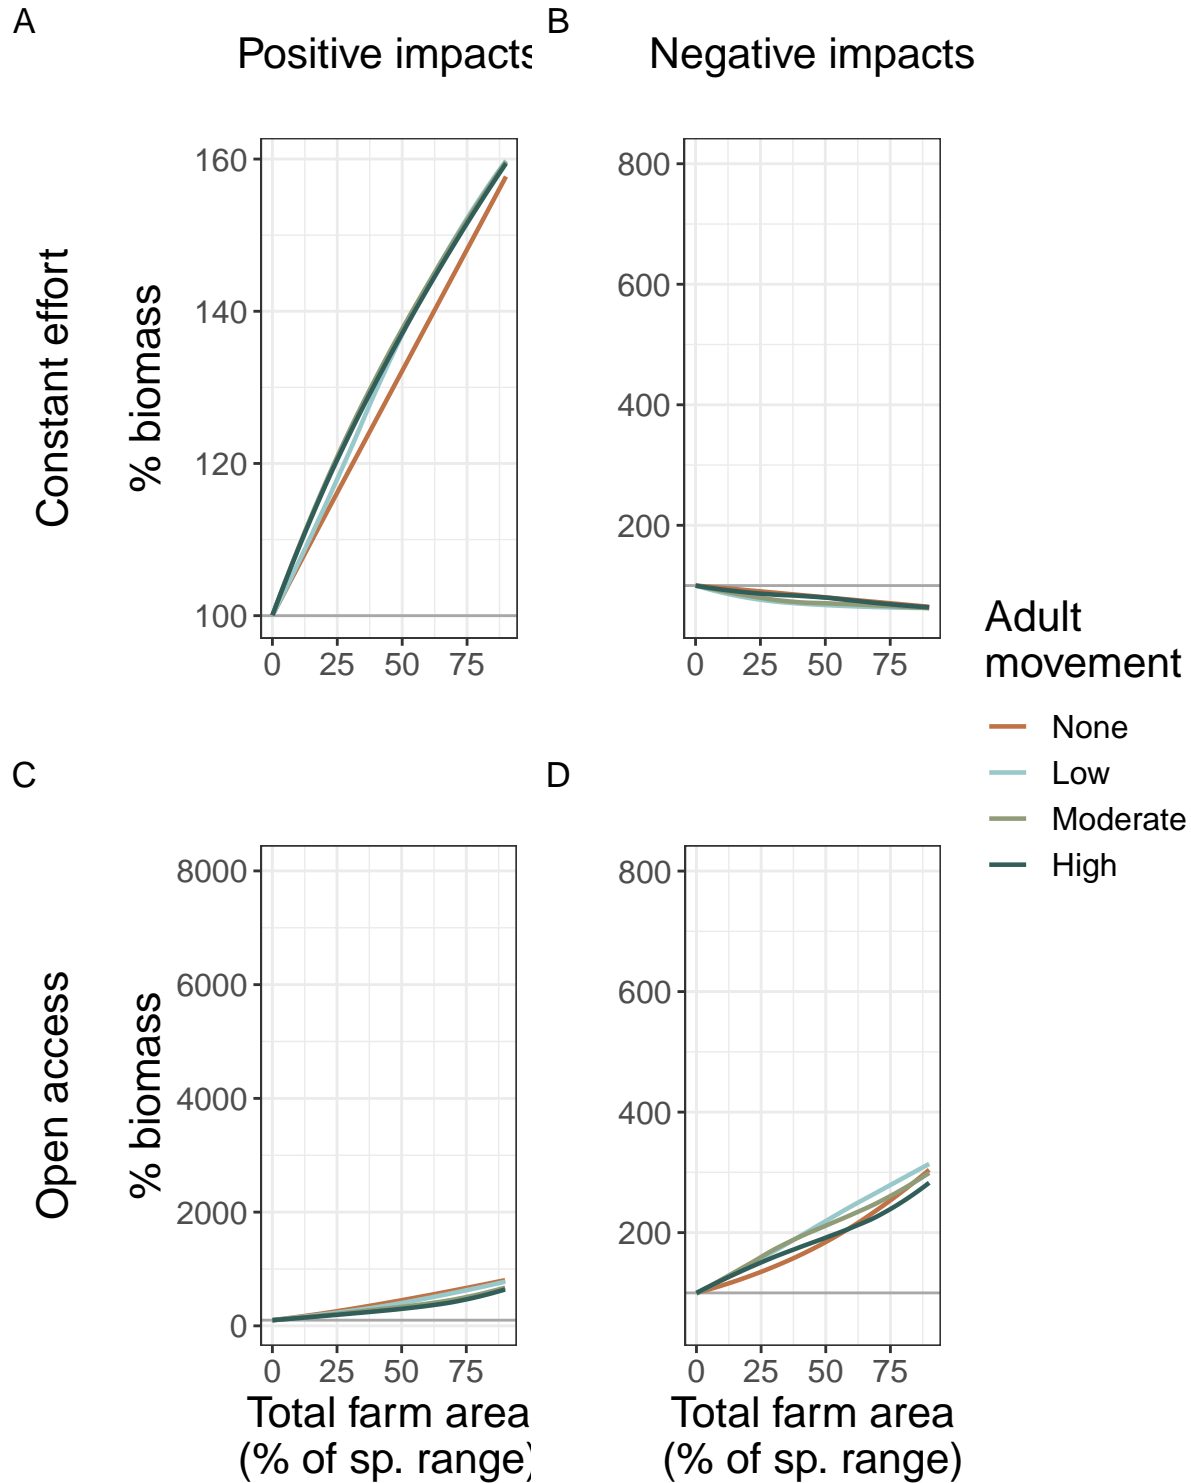 A
B
Positive impacts
Negative impacts
Constant effort
% biomass
160
140
120
100
0 25 50 75
800
600
400
200
0 25 50 75
Adult
movement
None
Low
Moderate
High
C
D
Open access
% biomass
8000
6000
4000
2000
0
0 25 50 75
Total farm area
(% of sp. range)
800
600
400
200
0 25 50 75
Total farm area
(% of sp. range)